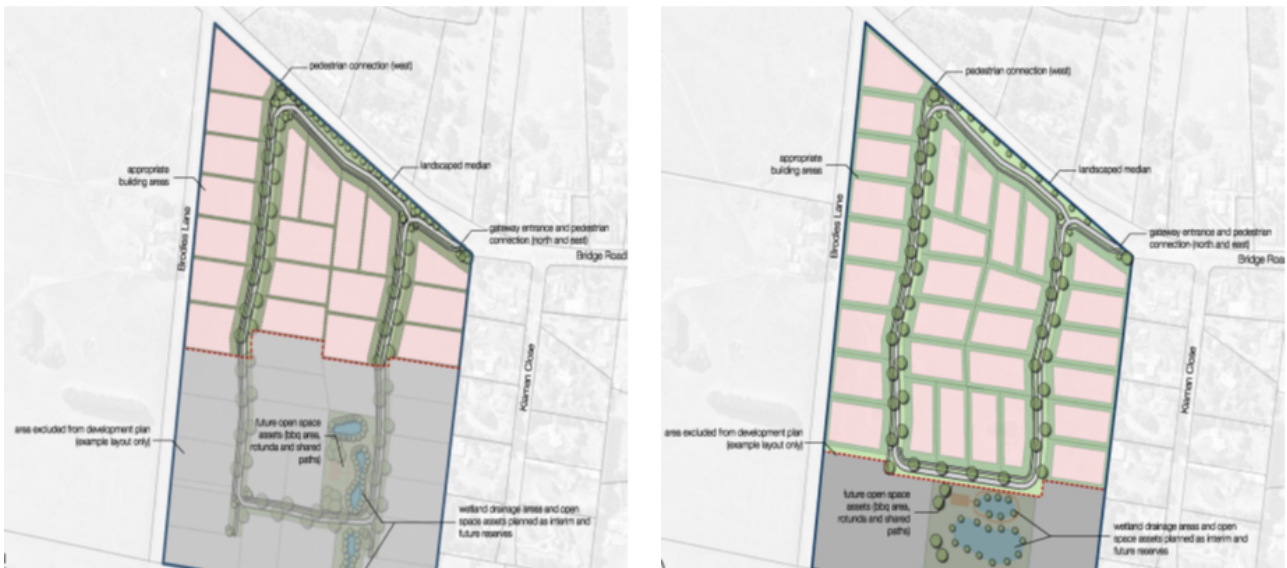 pedestrian connection (west)
landscaped median
appropriate
building areas
Brodies Lane
gateway entrance and pedestrian
connection (north and east)
Bridge Road
Klaman Close
area excluded from development plan
(example layout only)
future open space
assets (bbq area,
rotunda and shared
paths)
wetland drainage areas and open
space assets planned as interim and
future reserves
pedestrian connection (west)
landscaped median
appropriate
building areas
Brodies Lane
gateway entrance and pedestrian
connection (north and east)
Bridge Roa
Klaman Close
area excluded from development plan
(example layout only)
future open space
assets (bbq area,
rotunda and shared
paths)
wetland drainage areas and open
space assets planned as interim and
future reserves